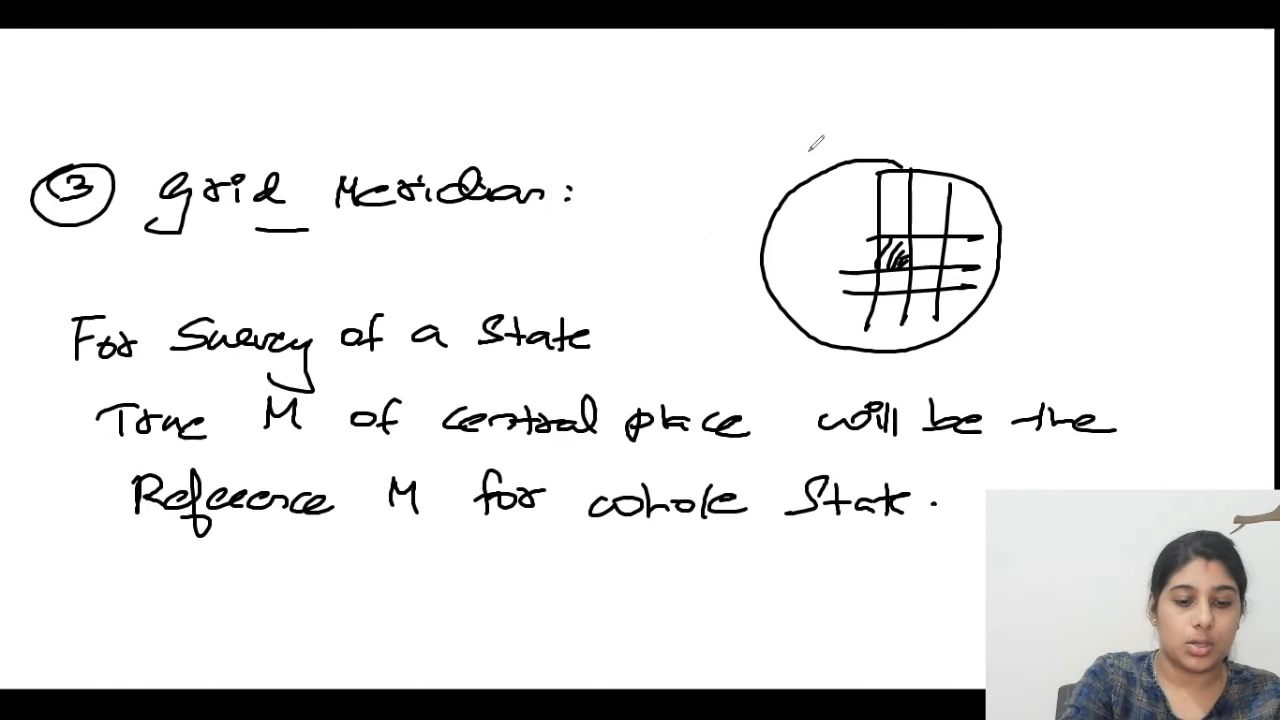 ③ Grid Meridian:
For Survey of a State
True M of central place will be the
Reference M for whole State.